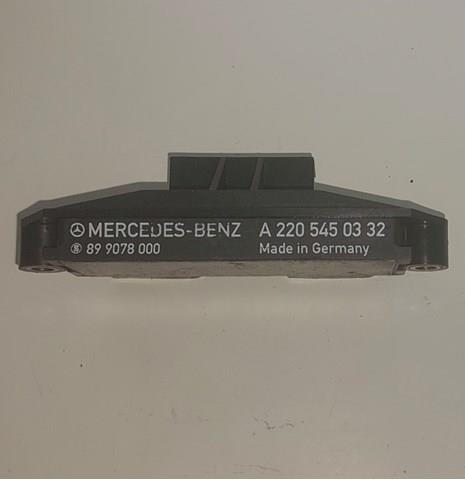 MERCEDES-BENZ A 220 545 03 32
89 9078 000 Made in Germany